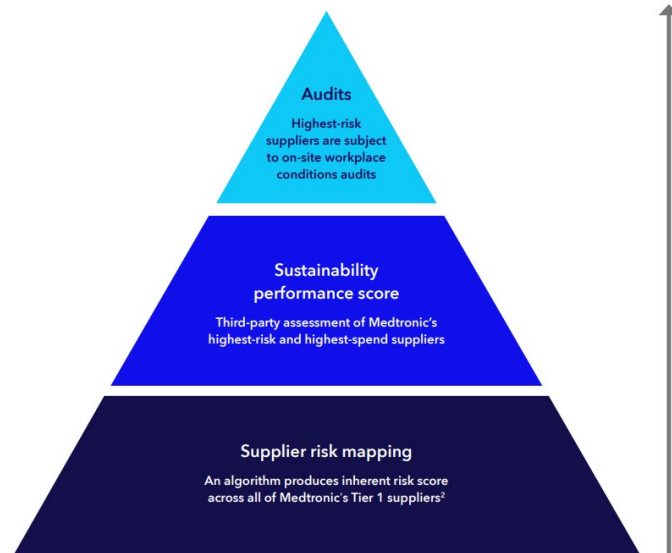 Audits
Highest-risk
suppliers are subject
to on-site workplace
conditions audits
Sustainability
performance score
Third-party assessment of Medtronic's
highest-risk and highest-spend suppliers
Supplier risk mapping
An algorithm produces inherent risk score
across all of Medtronic's Tier 1 suppliers²